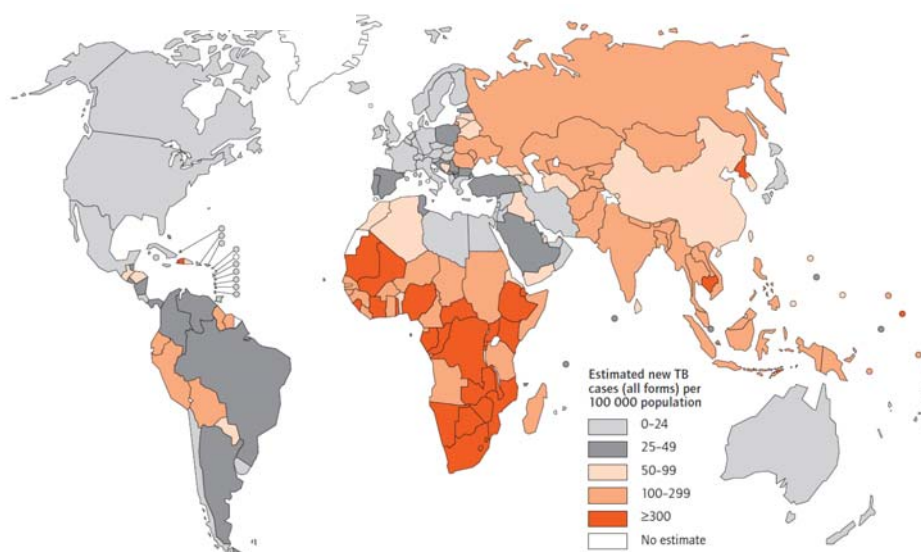 Estimated new TB
cases (all forms) per
100 000 population
0–24
25–49
50–99
100–299
≥300
No estimate